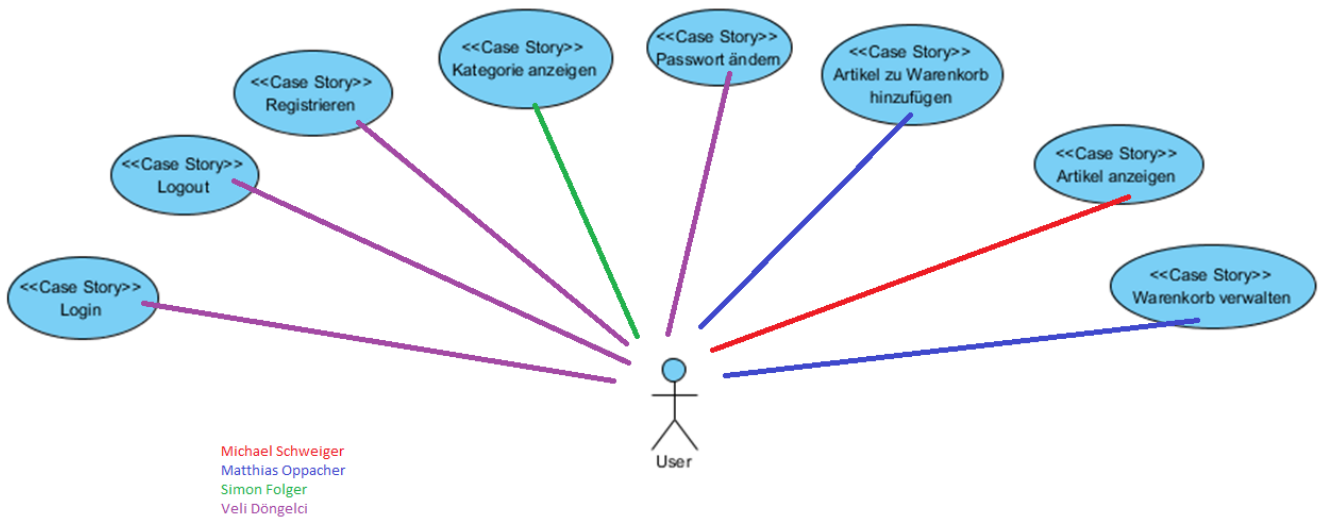 <<Case Story>>
Login
<<Case Story>>
Logout
<<Case Story>>
Registrieren
<<Case Story>>
Kategorie anzeigen
<<Case Story>>
Passwort ändern
<<Case Story>>
Artikel zu Warenkorb
hinzufügen
<<Case Story>>
Artikel anzeigen
<<Case Story>>
Warenkorb verwalten
User
Michael Schweiger
Matthias Oppacher
Simon Folger
Veli Döngelci